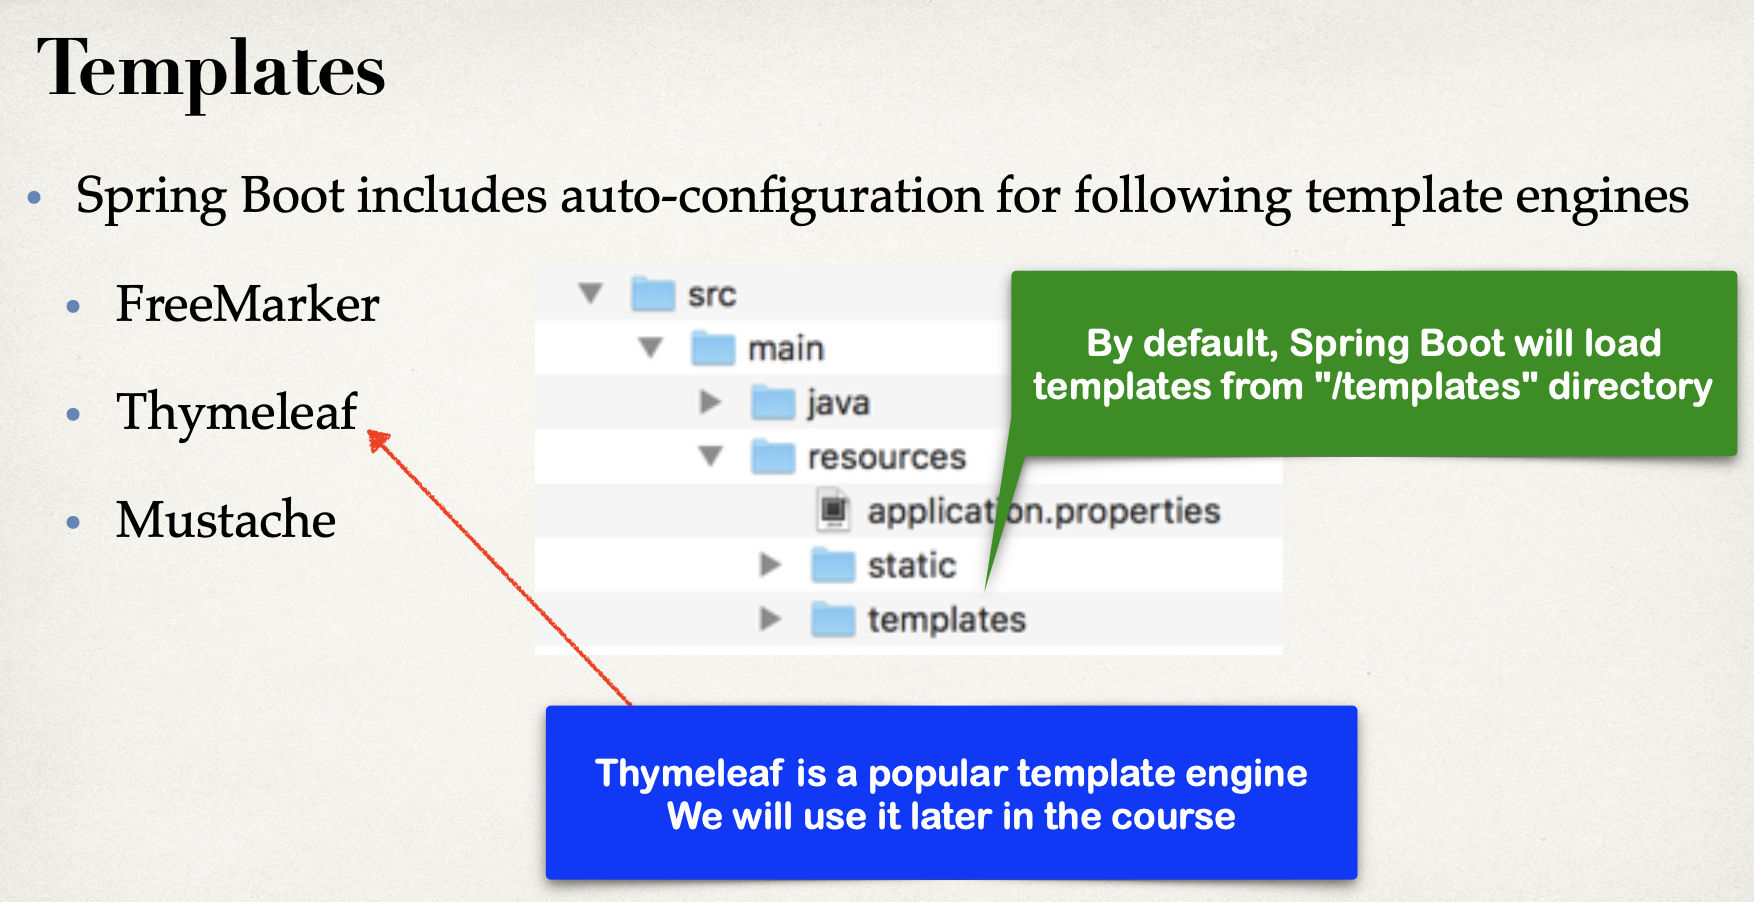 Templates
Spring Boot includes auto-configuration for following template engines
FreeMarker
Thymeleaf
Mustache
src
main
java
resources
application.properties
static
templates
By default, Spring Boot will load
templates from "/templates" directory
Thymeleaf is a popular template engine
We will use it later in the course